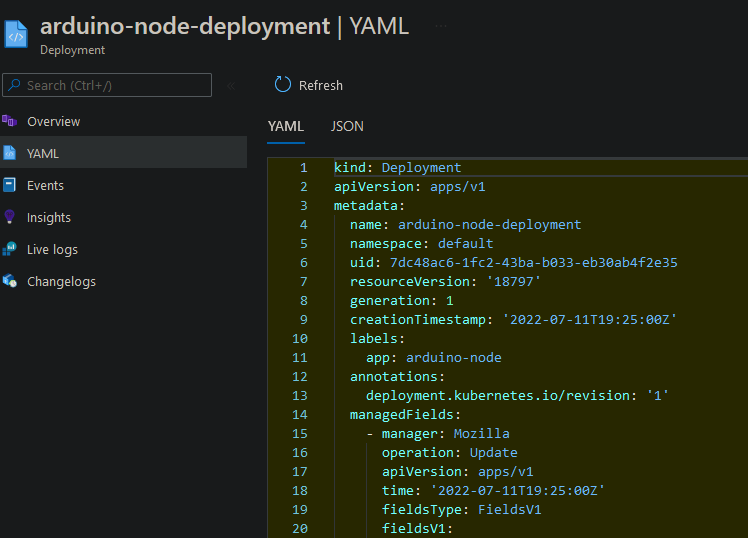 arduino-node-deployment | YAML
Deployment
Search (Ctrl+/)
Overview
YAML
Events
Insights
Live logs
Changelogs
Refresh
YAML JSON
1 kind: Deployment
2 apiVersion: apps/v1
3 metadata:
4 name: arduino-node-deployment
5 namespace: default
6 uid: 7dc48ac6-1fc2-43ba-b033-eb30ab4f2e35
7 resourceVersion: '18797'
8 generation: 1
9 creationTimestamp: '2022-07-11T19:25:00Z'
10 labels:
11 app: arduino-node
12 annotations:
13 deployment.kubernetes.io/revision: '1'
14 managedFields:
15 - manager: Mozilla
16 operation: Update
17 apiVersion: apps/v1
18 time: '2022-07-11T19:25:00Z'
19 fieldsType: FieldsV1
20 fieldsV1: